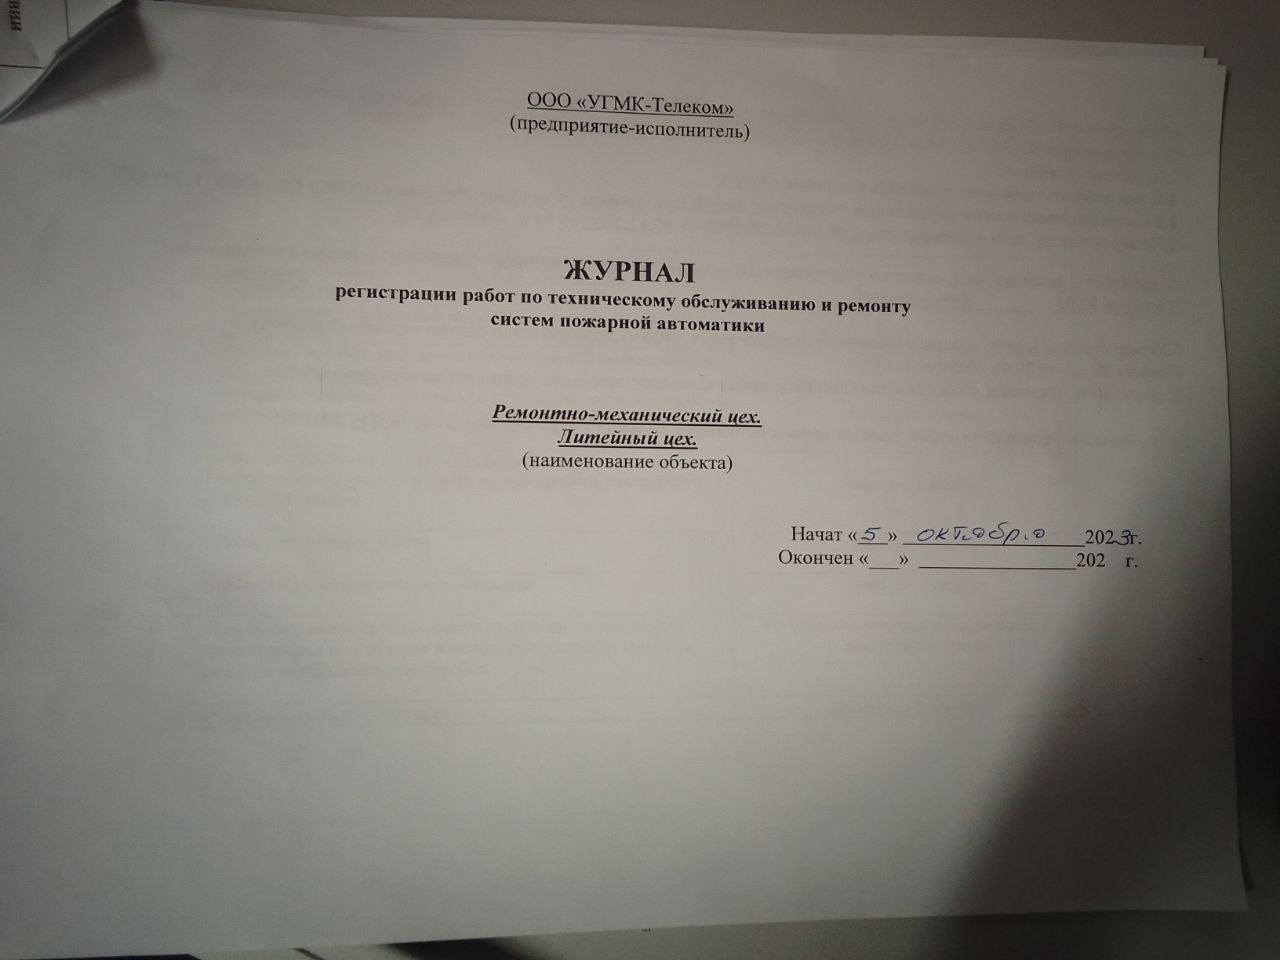 ООО «УГМК-Телеком»
(предприятие-исполнитель)
ЖУРНАЛ
регистрации работ по техническому обслуживанию и ремонту
систем пожарной автоматики
Ремонтно-механический цех.
Литейный цех.
(наименование объекта)
Начат «5» октября 2023г.
Окончен «___» ________________202 г.